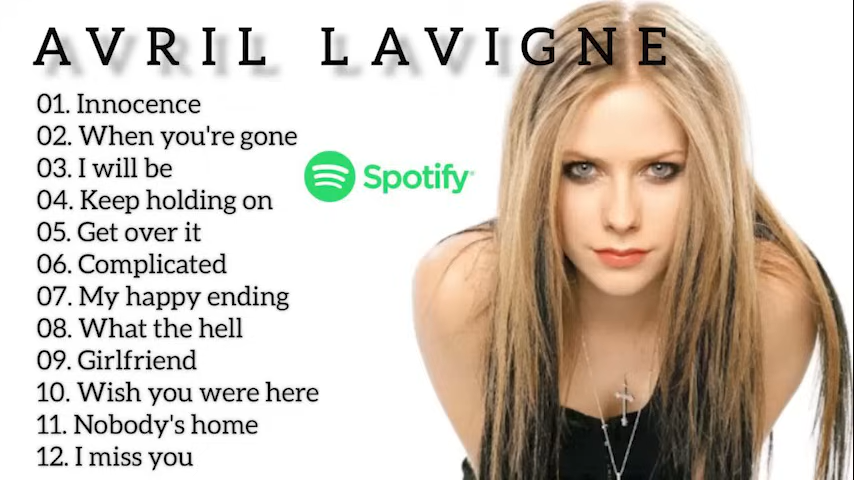 AVRIL LAVIGNE
01. Innocence
02. When you're gone
03. I will be
04. Keep holding on
05. Get over it
06. Complicated
07. My happy ending
08. What the hell
09. Girlfriend
10. Wish you were here
11. Nobody's home
12. I miss you
Spotify